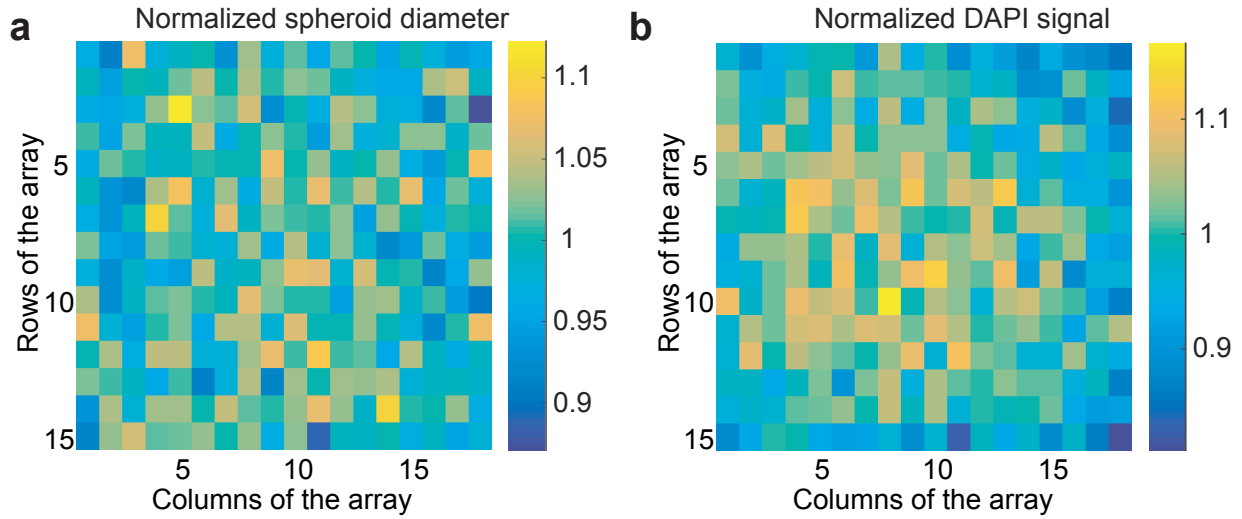 a
Normalized spheroid diameter
Rows of the array
5
10
15
5
10
15
Columns of the array
1.1
1.05
1
0.95
0.9
b
Normalized DAPI signal
Rows of the array
5
10
15
5
10
15
Columns of the array
1.1
1
0.9